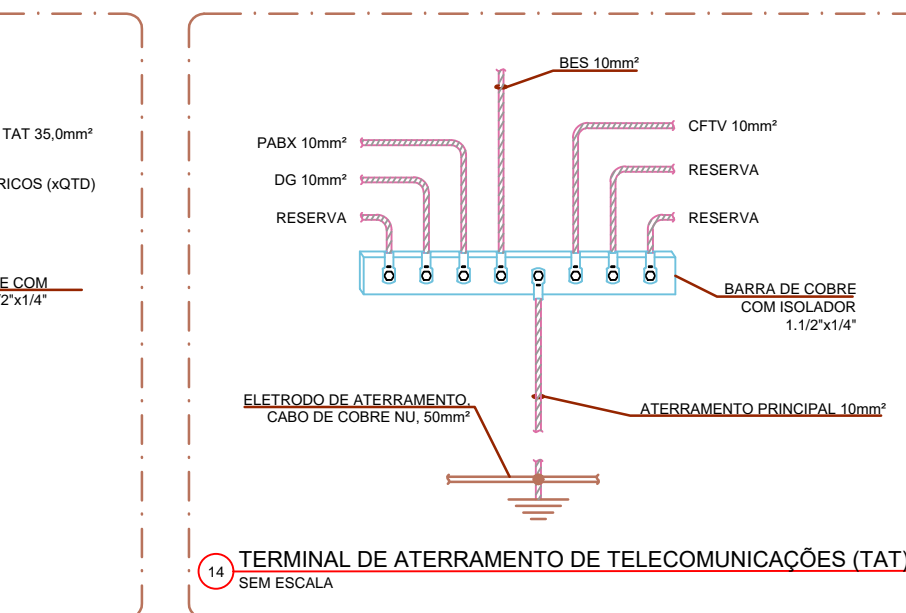 TAT 35,0mm²
RICOS (xQTD)
E COM
/2"x1/4"
BES 10mm²
PABX 10mm²
CFTV 10mm²
DG 10mm²
RESERVA
RESERVA
RESERVA
BARRA DE COBRE
COM ISOLADOR
1.1/2"x1/4"
ELETRODO DE ATERRAMENTO,
CABO DE COBRE NU, 50mm²
ATERRAMENTO PRINCIPAL 10mm²
14 TERMINAL DE ATERRAMENTO DE TELECOMUNICAÇÕES (TAT)
SEM ESCALA